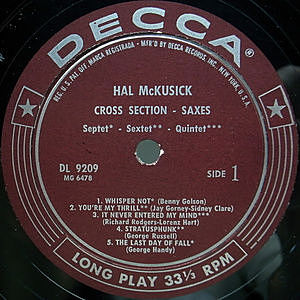 DECCA
REG. U.S. PAT. OFF. MARCA REGISTRADA - MF'D BY DECCA RECORDS, INC., NEW YORK, U.S.A.
HAL McKUSICK
CROSS SECTION - SAXES
Septet* - Sextet** - Quintet***
DL 9209
MG 6478
SIDE 1
1. WHISPER NOT* (Benny Golson)
2. YOU'RE MY THRILL** (Jay Gorney-Sidney Clare)
3. IT NEVER ENTERED MY MIND***
(Richard Rodgers-Lorenz Hart)
4. STRATUSPHUNK**
(George Russell)
5. THE LAST DAY OF FALL*
(George Handy)
LONG PLAY 33⅓ RPM